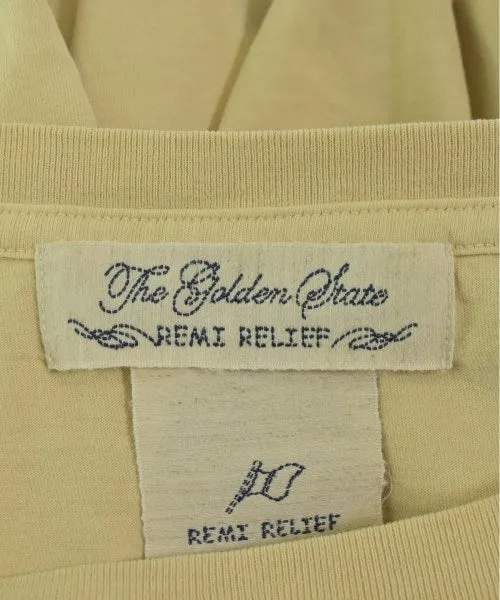 The Golden State
REMI RELIEF
REMI RELIEF